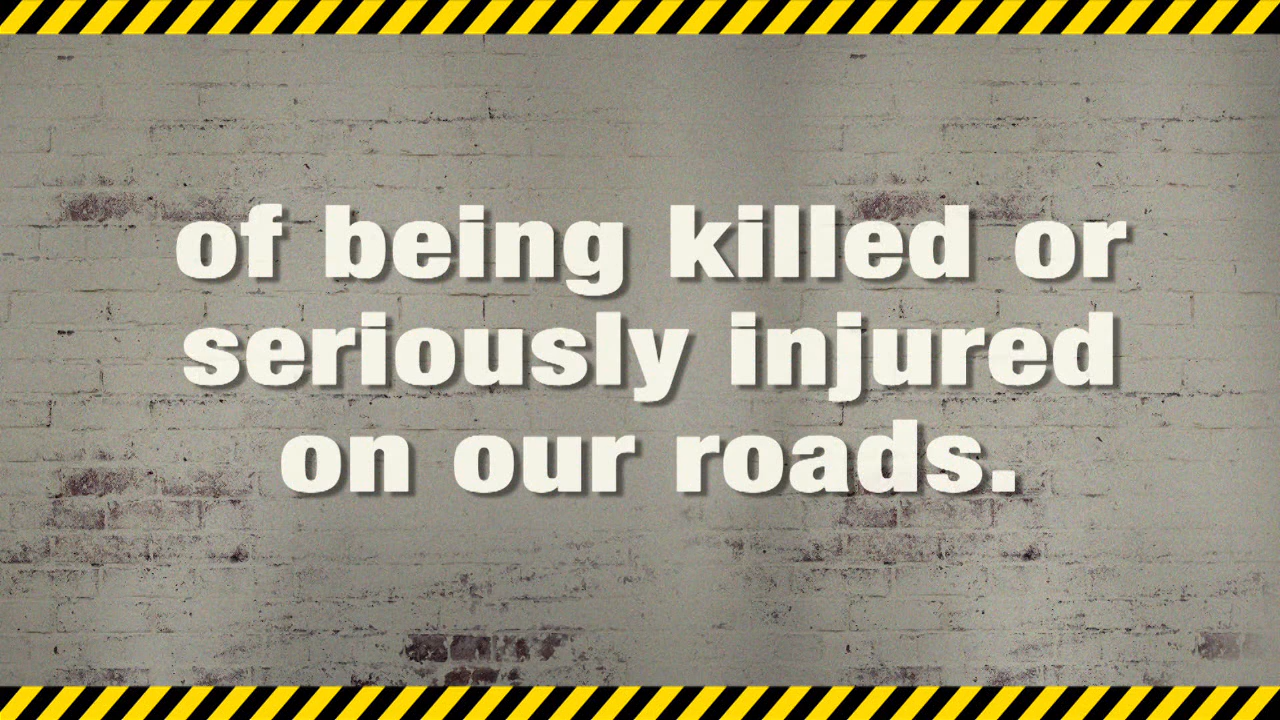 of being killed or
seriously injured
on our roads.